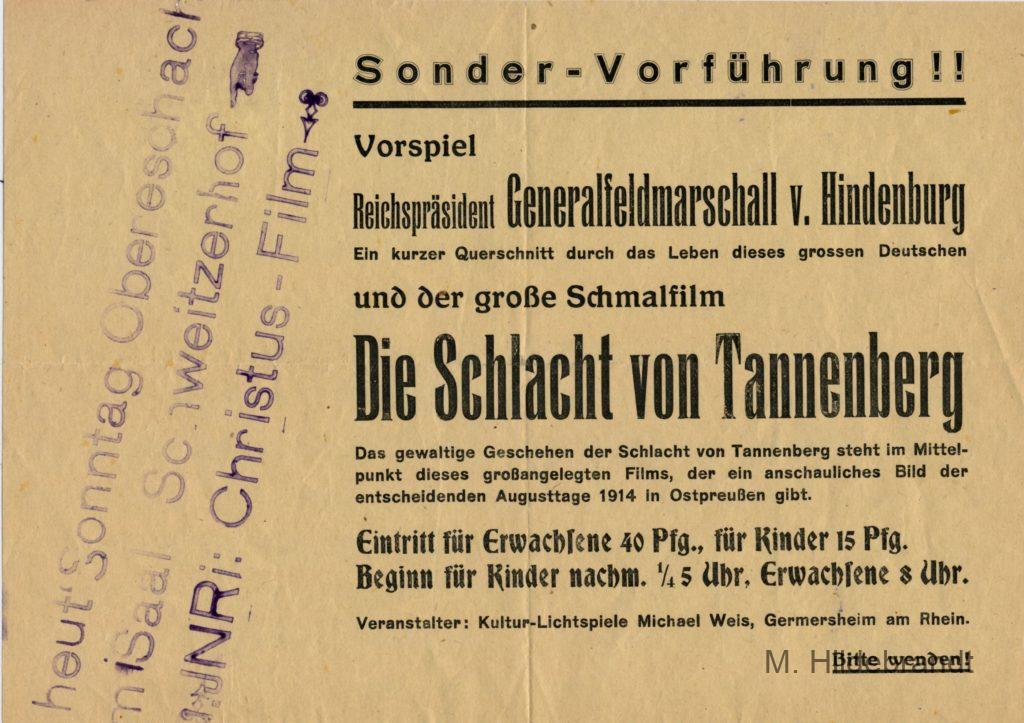 Sonder-Vorführung!!
Vorspiel
Reichspräsident Generalfeldmarschall v. Hindenburg
Ein kurzer Querschnitt durch das Leben dieses grossen Deutschen
und der große Schmalfilm
Die Schlacht von Tannenberg
Das gewaltige Geschehen der Schlacht von Tannenberg steht im Mittel-
punkt dieses großangelegten Films, der ein anschauliches Bild der
entscheidenden Augusttage 1914 in Ostpreußen gibt.
Eintritt für Erwachsene 40 Pfg., für Kinder 15 Pfg.
Beginn für Kinder nachm. ¼ 5 Uhr, Erwachsene 8 Uhr.
Veranstalter: Kultur-Lichtspiele Michael Weis, Germersheim am Rhein.
Bitte wenden!
M. Hildebrand
heut' Sonntag Obereschach
im Saal Schweitzerhof
JNRi: Christus-Film